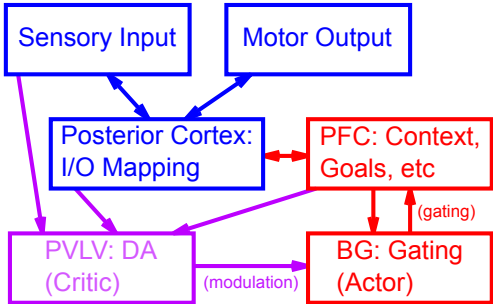 Sensory Input
Motor Output
Posterior Cortex:
I/O Mapping
PFC: Context,
Goals, etc
(gating)
PVLV: DA
(Critic)
(modulation)
BG: Gating
(Actor)